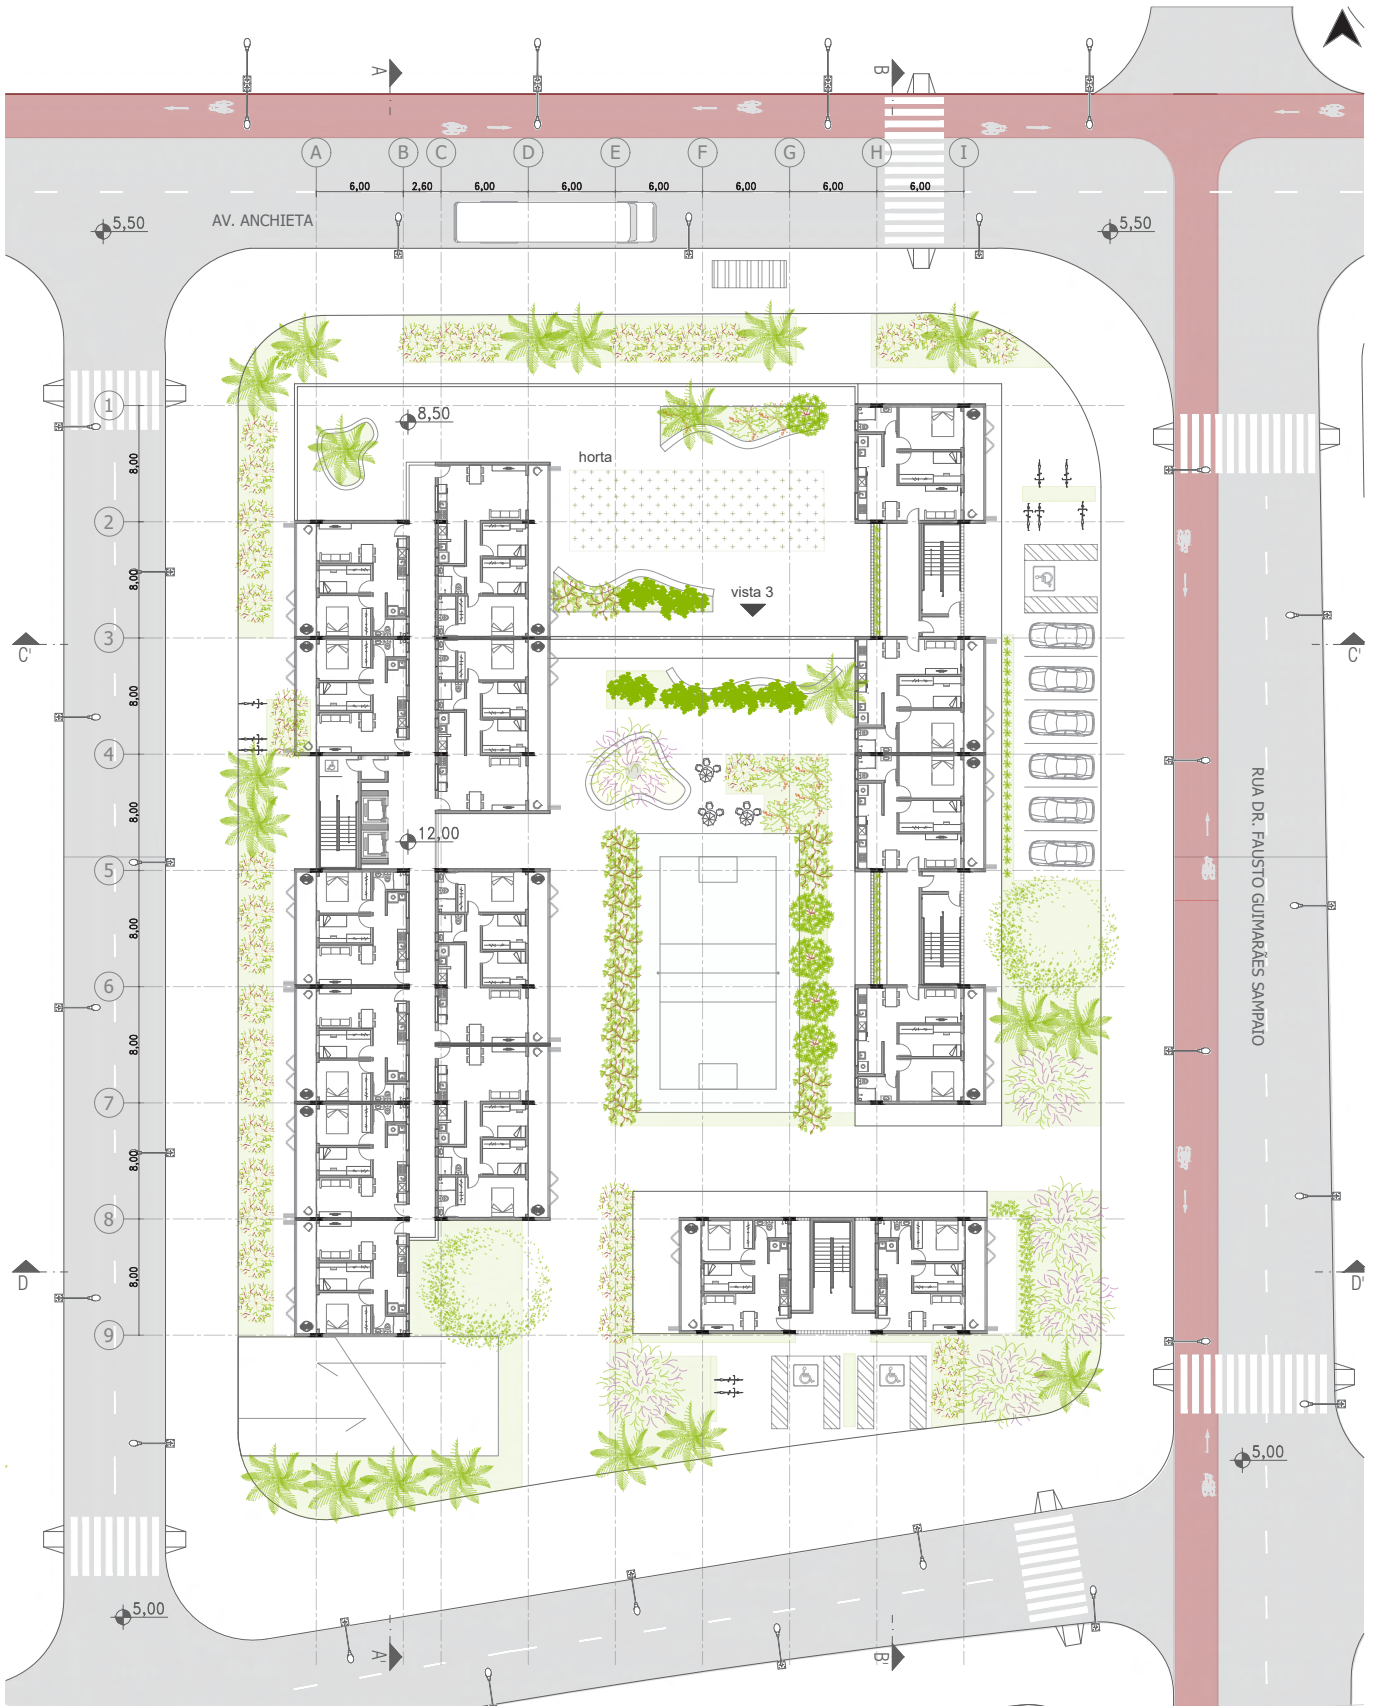 A
B
A
B
C
D
E
F
G
H
I
6,00
2,60
6,00
6,00
6,00
6,00
6,00
6,00
AV. ANCHIETA
5,50
5,50
1
8,50
8,00
horta
2
8,00
vista 3
3
C'
C'
8,00
4
8,00
12,00
RUA DR. FAUSTO GUIMARÃES SAMPAIO
5
8,00
6
8,00
7
8,00
8
8,00
D
D'
9
5,00
5,00
A'
B'